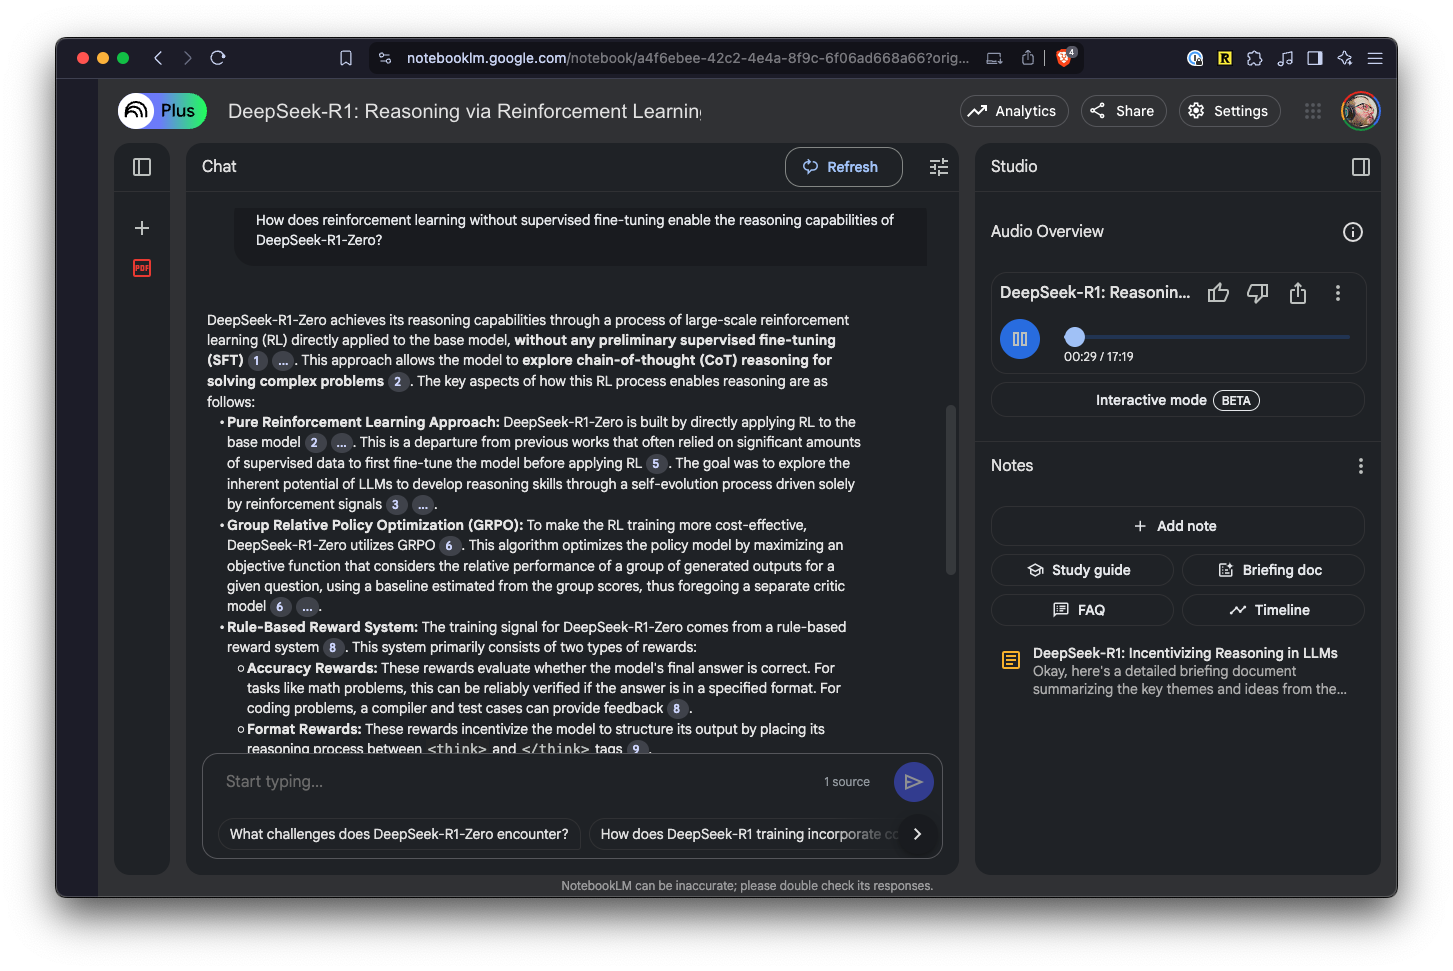 notebooklm.google.com/notebook/a4f6ebee-42c2-4e4a-8f9c-6f06ad668a66?orig...
4
R
Plus
DeepSeek-R1: Reasoning via Reinforcement Learning
Analytics
Share
Settings
Chat
Refresh
Studio
PDF
How does reinforcement learning without supervised fine-tuning enable the reasoning capabilities of
DeepSeek-R1-Zero?
DeepSeek-R1-Zero achieves its reasoning capabilities through a process of large-scale reinforcement
learning (RL) directly applied to the base model, without any preliminary supervised fine-tuning
(SFT) 1 ... . This approach allows the model to explore chain-of-thought (CoT) reasoning for
solving complex problems 2 . The key aspects of how this RL process enables reasoning are as
follows:
• Pure Reinforcement Learning Approach: DeepSeek-R1-Zero is built by directly applying RL to the
base model 2 ... . This is a departure from previous works that often relied on significant amounts
of supervised data to first fine-tune the model before applying RL 5 . The goal was to explore the
inherent potential of LLMs to develop reasoning skills through a self-evolution process driven solely
by reinforcement signals 3 ... .
• Group Relative Policy Optimization (GRPO): To make the RL training more cost-effective,
DeepSeek-R1-Zero utilizes GRPO 6 . This algorithm optimizes the policy model by maximizing an
objective function that considers the relative performance of a group of generated outputs for a
given question, using a baseline estimated from the group scores, thus foregoing a separate critic
model 6 ... .
• Rule-Based Reward System: The training signal for DeepSeek-R1-Zero comes from a rule-based
reward system 8 . This system primarily consists of two types of rewards:
○ Accuracy Rewards: These rewards evaluate whether the model's final answer is correct. For
tasks like math problems, this can be reliably verified if the answer is in a specified format. For
coding problems, a compiler and test cases can provide feedback 8 .
○ Format Rewards: These rewards incentivize the model to structure its output by placing its
reasoning process between <think> and </think> tags 9 .
Start typing...
1 source
What challenges does DeepSeek-R1-Zero encounter?
How does DeepSeek-R1 training incorporate co
NotebookLM can be inaccurate; please double check its responses.
Audio Overview
DeepSeek-R1: Reasonin...
00:29 / 17:19
Interactive mode BETA
Notes
+ Add note
Study guide
Briefing doc
FAQ
Timeline
DeepSeek-R1: Incentivizing Reasoning in LLMs
Okay, here's a detailed briefing document
summarizing the key themes and ideas from the...